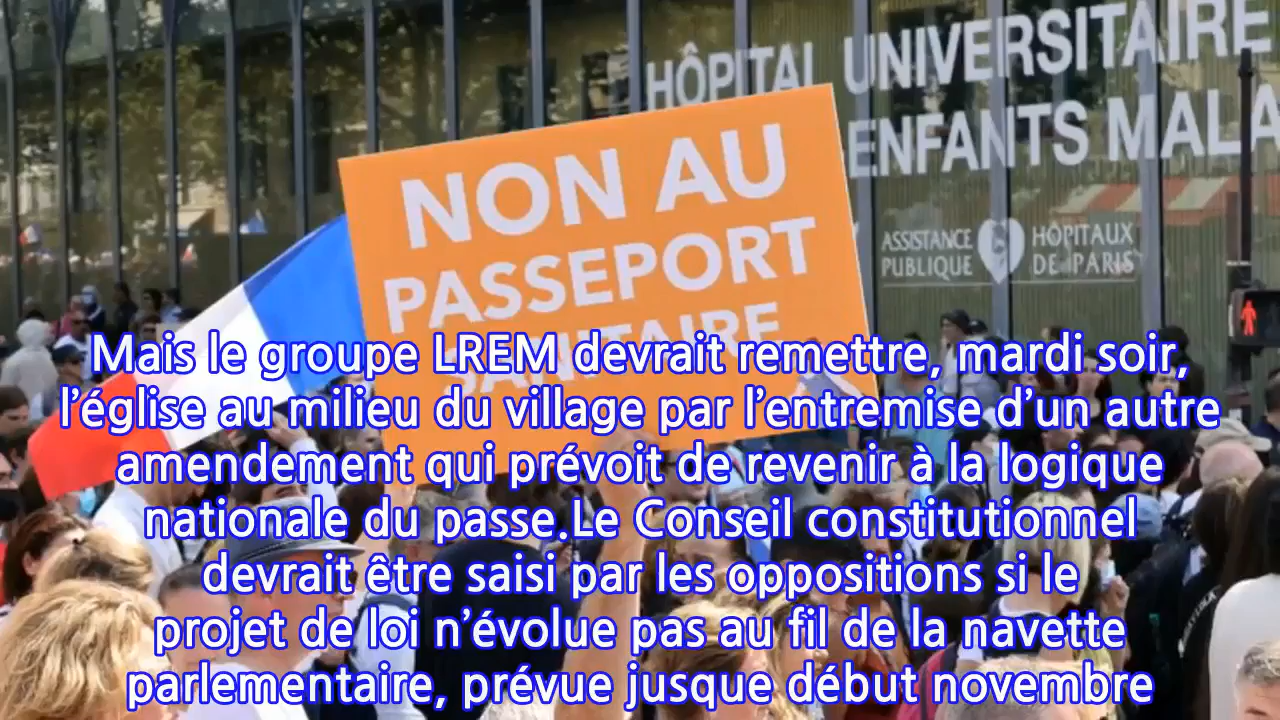 HÔPITAL UNIVERSITAIRE
ENFANTS MALA
NON AU
PASSEPORT
SANITAIRE
ASSISTANCE PUBLIQUE
HÔPITAUX DE PARIS
Mais le groupe LREM devrait remettre, mardi soir,
l’église au milieu du village par l’entremise d’un autre
amendement qui prévoit de revenir à la logique
nationale du passe.Le Conseil constitutionnel
devrait être saisi par les oppositions si le
projet de loi n’évolue pas au fil de la navette
parlementaire, prévue jusque début novembre